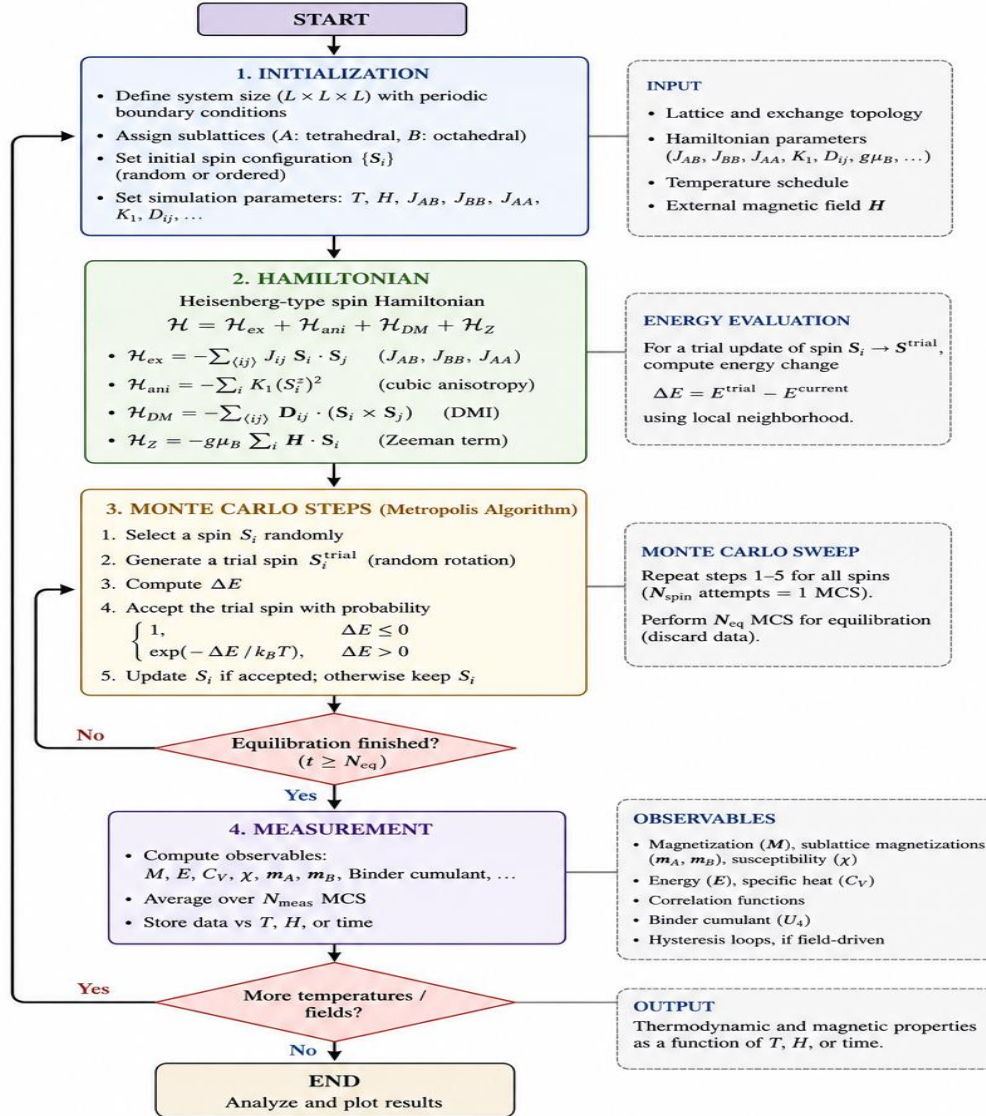 START
1. INITIALIZATION
• Define system size (L × L × L) with periodic
boundary conditions
• Assign sublattices (A: tetrahedral, B: octahedral)
• Set initial spin configuration {Sᵢ}
(random or ordered)
• Set simulation parameters: T, H, J_AB, J_BB, J_AA,
K₁, D_ij, …
INPUT
• Lattice and exchange topology
• Hamiltonian parameters
(J_AB, J_BB, J_AA, K₁, D_ij, gμ_B, …)
• Temperature schedule
• External magnetic field H
2. HAMILTONIAN
Heisenberg-type spin Hamiltonian
ℋ = ℋ_ex + ℋ_ani + ℋ_DM + ℋ_Z
• ℋ_ex = −∑_⟨ij⟩ J_ij S_i · S_j (J_AB, J_BB, J_AA)
• ℋ_ani = −∑_i K₁(S_i^z)² (cubic anisotropy)
• ℋ_DM = −∑_⟨ij⟩ D_ij · (S_i × S_j) (DMI)
• ℋ_Z = −gμ_B ∑_i H · S_i (Zeeman term)
ENERGY EVALUATION
For a trial update of spin S_i → S^trial,
compute energy change
ΔE = E^trial − E^current
using local neighborhood.
3. MONTE CARLO STEPS (Metropolis Algorithm)
1. Select a spin S_i randomly
2. Generate a trial spin S_i^trial (random rotation)
3. Compute ΔE
4. Accept the trial spin with probability
{ 1, ΔE ≤ 0
exp(− ΔE / k_BT), ΔE > 0
5. Update S_i if accepted; otherwise keep S_i
MONTE CARLO SWEEP
Repeat steps 1–5 for all spins
(N_spin attempts = 1 MCS).
Perform N_eq MCS for equilibration
(discard data).
No
Equilibration finished?
(t ≥ N_eq)
Yes
4. MEASUREMENT
• Compute observables:
M, E, C_V, χ, m_A, m_B, Binder cumulant, …
• Average over N_meas MCS
• Store data vs T, H, or time
OBSERVABLES
• Magnetization (M), sublattice magnetizations
(m_A, m_B), susceptibility (χ)
• Energy (E), specific heat (C_V)
• Correlation functions
• Binder cumulant (U₄)
• Hysteresis loops, if field-driven
Yes
More temperatures /
fields?
No
OUTPUT
Thermodynamic and magnetic properties
as a function of T, H, or time.
END
Analyze and plot results